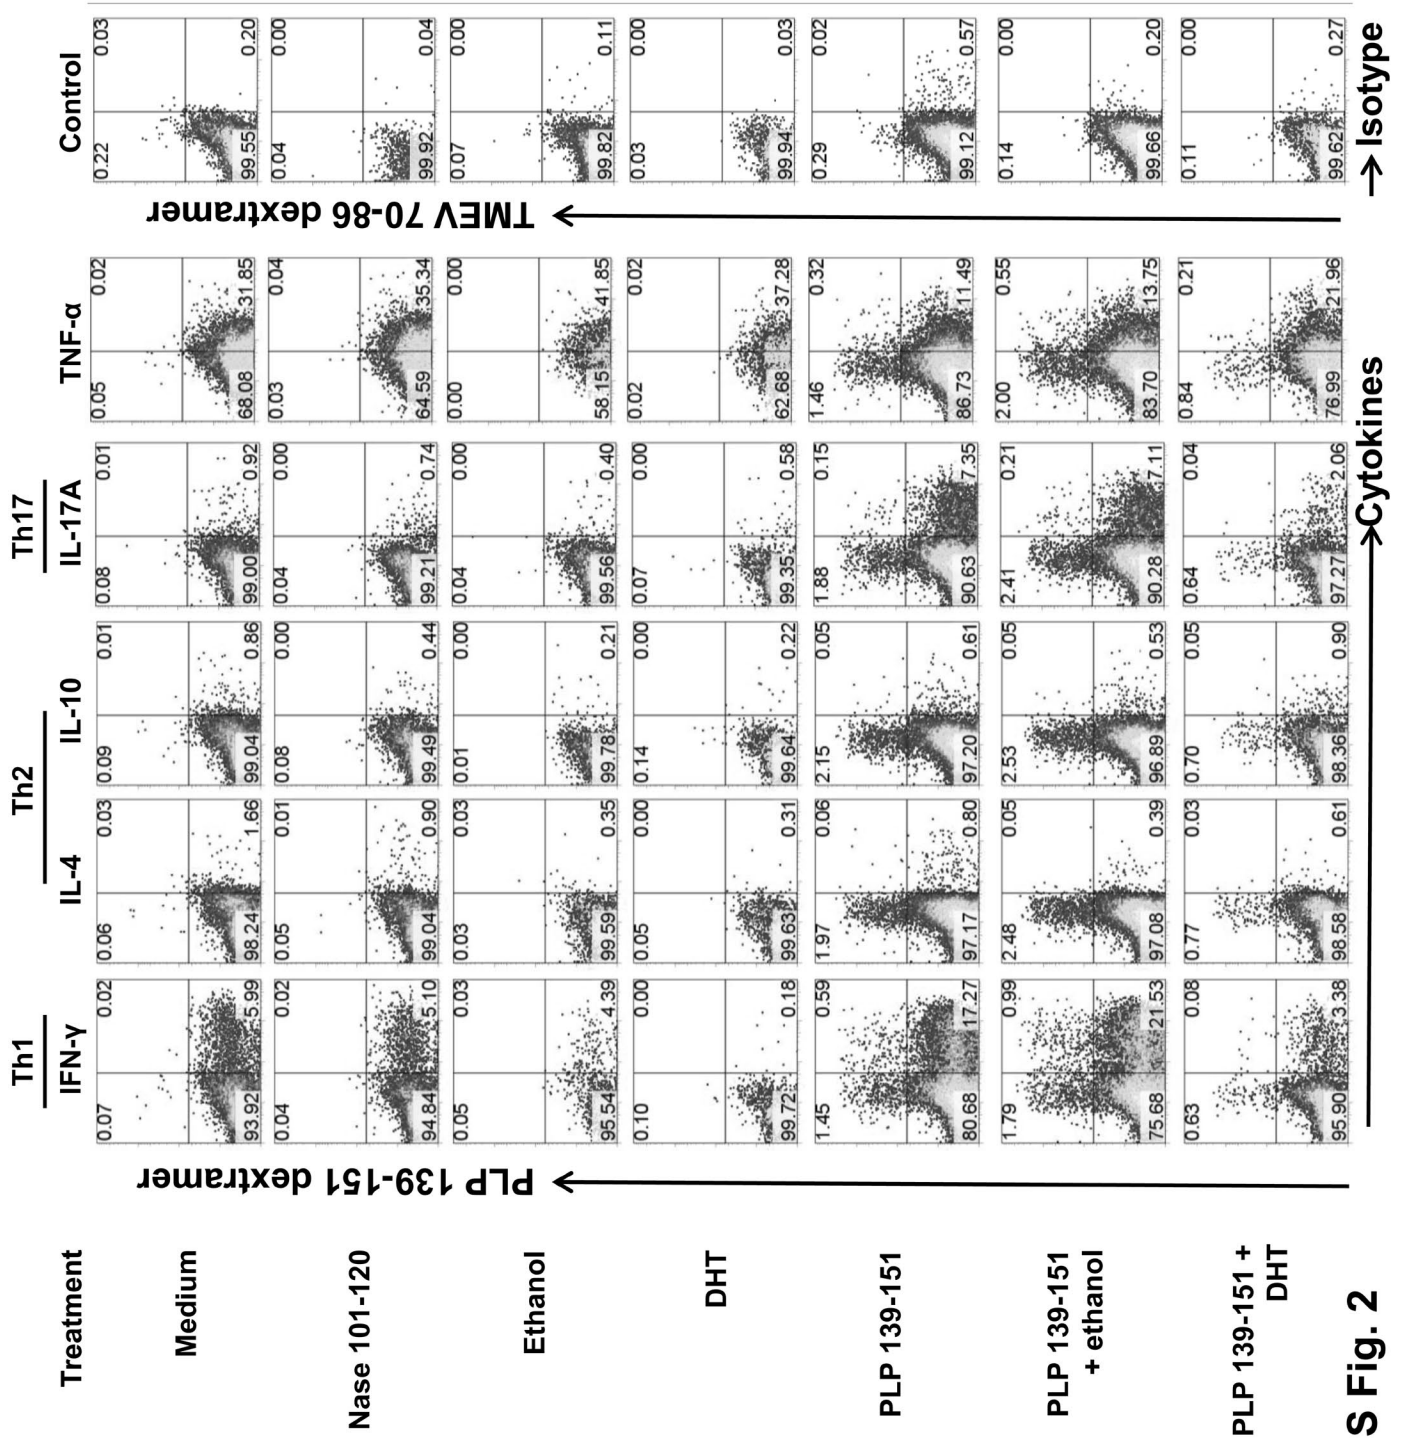 Th1
Th2
Th17
Treatment
IFN-γ
IL-4
IL-10
IL-17A
TNF-α
Control
PLP 139-151 dextramer
TMEV 70-86 dextramer
Medium
0.07 0.02 0.06 0.03 0.09 0.01 0.08 0.01 0.05 0.02 0.22 0.03
93.92 5.99 98.24 1.66 99.04 0.86 99.00 0.92 68.08 31.85 99.55 0.20
Nase 101-120
0.04 0.02 0.05 0.01 0.08 0.00 0.04 0.00 0.03 0.04 0.04 0.00
94.84 5.10 99.04 0.90 99.49 0.44 99.21 0.74 64.59 35.34 99.92 0.04
Ethanol
0.05 0.03 0.03 0.03 0.01 0.00 0.04 0.00 0.00 0.00 0.07 0.00
95.54 4.39 99.59 0.35 99.78 0.21 99.56 0.40 58.15 41.85 99.82 0.11
DHT
0.10 0.00 0.05 0.00 0.14 0.00 0.07 0.00 0.02 0.02 0.03 0.00
99.72 0.18 99.63 0.31 99.64 0.22 99.35 0.58 62.68 37.28 99.94 0.03
PLP 139-151
1.45 0.59 1.97 0.06 2.15 0.05 1.88 0.15 1.46 0.32 0.29 0.02
80.68 17.27 97.17 0.80 97.20 0.61 90.63 7.35 86.73 11.49 99.12 0.57
PLP 139-151
+ ethanol
1.79 0.99 2.48 0.05 2.53 0.05 2.41 0.21 2.00 0.55 0.14 0.00
75.68 21.53 97.08 0.39 96.89 0.53 90.28 7.11 83.70 13.75 99.66 0.20
PLP 139-151 +
DHT
0.63 0.08 0.77 0.03 0.70 0.05 0.64 0.04 0.84 0.21 0.11 0.00
95.90 3.38 98.58 0.61 98.36 0.90 97.27 2.06 76.99 21.96 99.62 0.27
Cytokines
Isotype
S Fig. 2